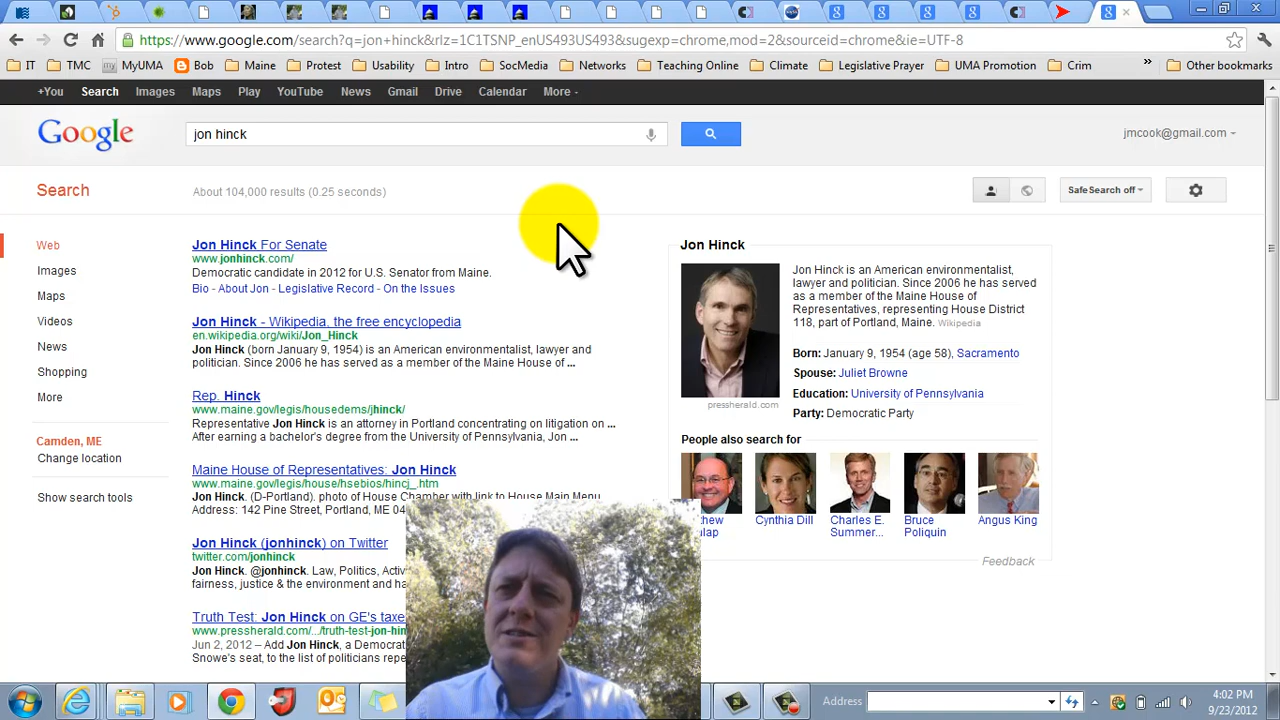 https://www.google.com/search?q=jon+hinck&rlz=1C1TSNP_enUS493US493&sugexp=chrome,mod=2&sourceid=chrome&ie=UTF-8
IT TMC MyUMA Bob Maine Protest Usability Intro SocMedia Networks Teaching Online Climate Legislative Prayer UMA Promotion Crim » Other bookmarks
+You Search Images Maps Play YouTube News Gmail Drive Calendar More
Google jon hinck jmcook@gmail.com
Search About 104,000 results (0.25 seconds) SafeSearch off
Web
Images
Maps
Videos
News
Shopping
More
Camden, ME
Change location
Show search tools
Jon Hinck For Senate
www.jonhinck.com/
Democratic candidate in 2012 for U.S. Senator from Maine.
Bio - About Jon - Legislative Record - On the Issues
Jon Hinck - Wikipedia, the free encyclopedia
en.wikipedia.org/wiki/Jon_Hinck
Jon Hinck (born January 9, 1954) is an American environmentalist, lawyer and
politician. Since 2006 he has served as a member of the Maine House of ...
Rep. Hinck
www.maine.gov/legis/housedems/jhinck/
Representative Jon Hinck is an attorney in Portland concentrating on litigation on ...
After earning a bachelor's degree from the University of Pennsylvania, Jon ...
Maine House of Representatives: Jon Hinck
www.maine.gov/legis/house/hsebios/hincj_.htm
Jon Hinck. (D-Portland). photo of House Chamber with link to House Main Menu
Address: 142 Pine Street, Portland, ME 04
Jon Hinck (jonhinck) on Twitter
twitter.com/jonhinck
Jon Hinck. @jonhinck. Law, Politics, Activ
fairness, justice & the environment and ha
Truth Test: Jon Hinck on GE's taxe
www.pressherald.com/.../truth-test-jon-hin
Jun 2, 2012 – Add Jon Hinck, a Democrat
Snowe's seat, to the list of politicians repe
Jon Hinck
Jon Hinck is an American environmentalist,
lawyer and politician. Since 2006 he has served
as a member of the Maine House of
Representatives, representing House District
118, part of Portland, Maine. Wikipedia
Born: January 9, 1954 (age 58), Sacramento
Spouse: Juliet Browne
Education: University of Pennsylvania
Party: Democratic Party
pressherald.com
People also search for
thew Cynthia Dill Charles E. Bruce Angus King
lap Summer... Poliquin
Feedback
Address
4:02 PM
9/23/2012